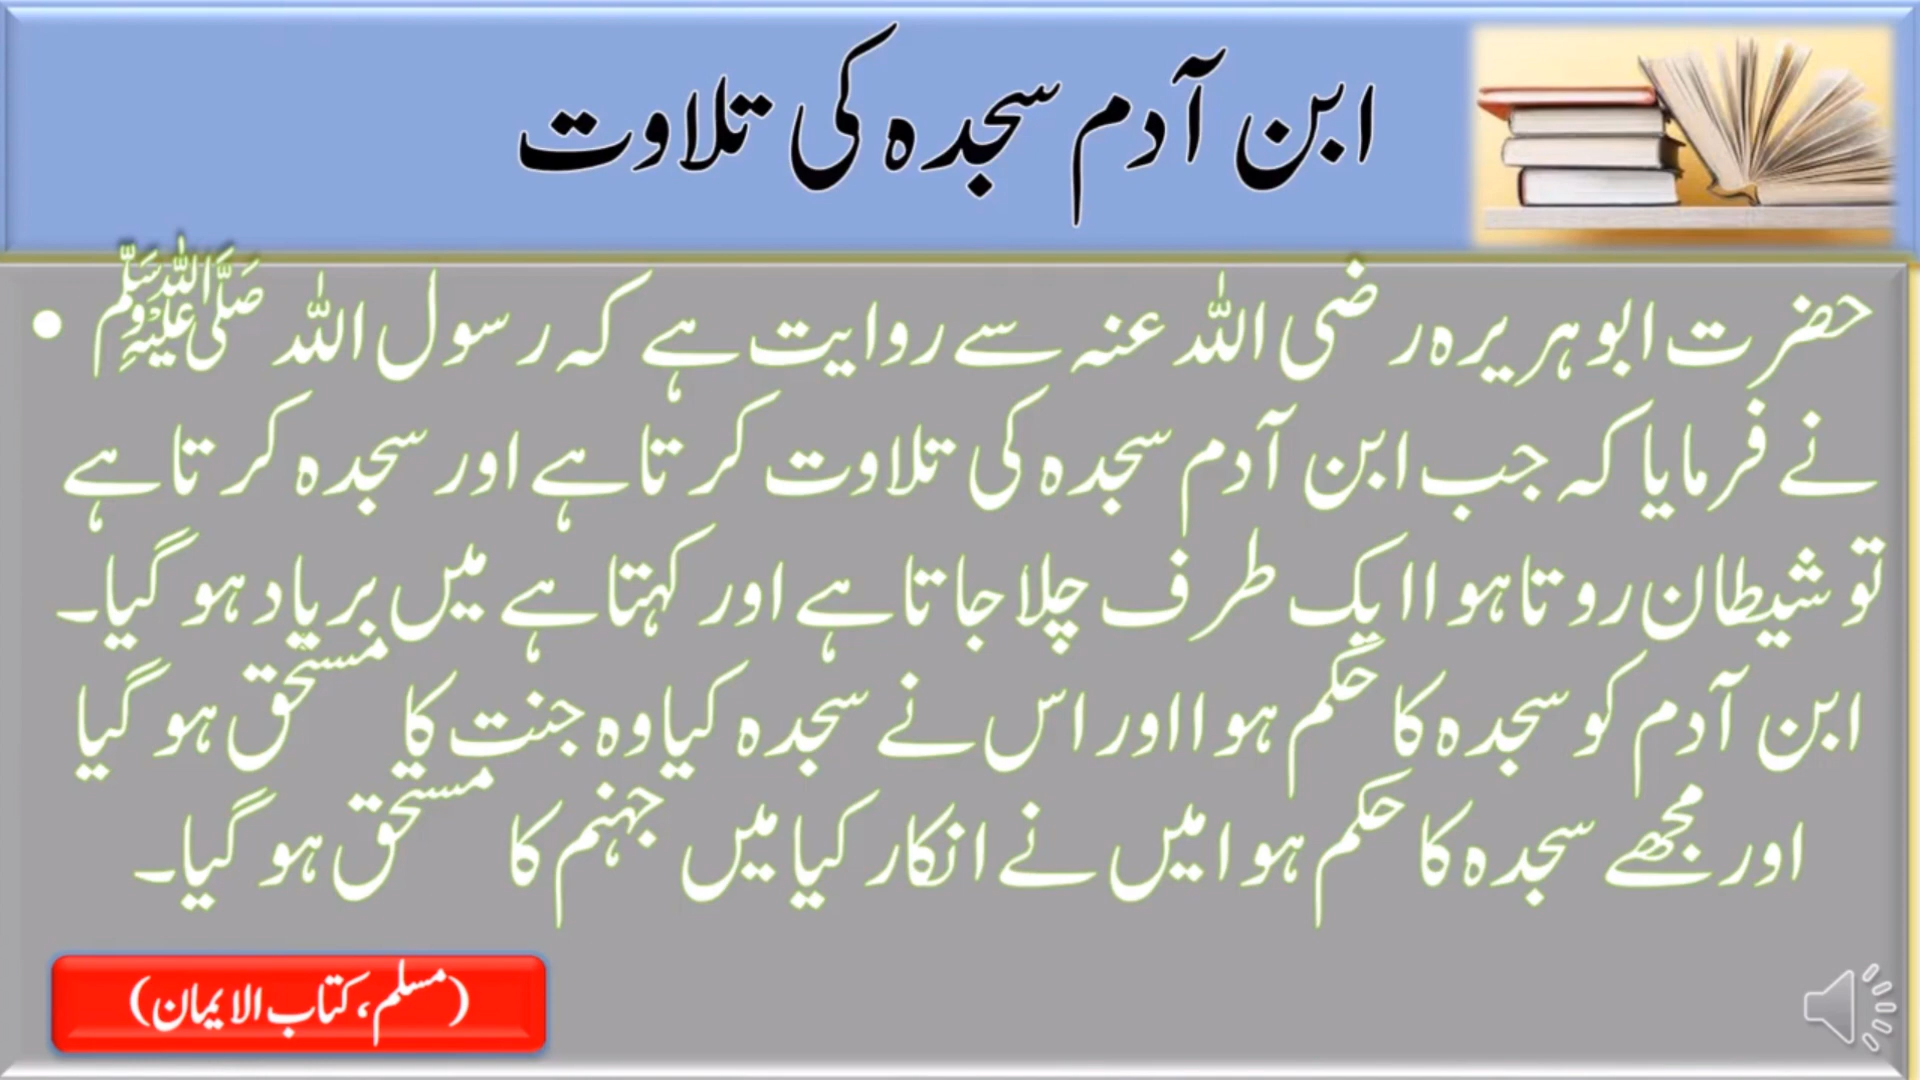 ابن آدم سجدہ کی تلاوت
• حضرت ابوہریرہ رضی اللہ عنہ سے روایت ہے کہ رسول اللہ ﷺ
نے فرمایا کہ جب ابن آدم سجدہ کی تلاوت کرتا ہے اور سجدہ کرتا ہے
تو شیطان روتا ہوا ایک طرف چلا جاتا ہے اور کہتا ہے میں برباد ہو گیا۔
ابن آدم کو سجدہ کا حکم ہوا اور اس نے سجدہ کیا وہ جنت کا مستحق ہو گیا
اور مجھے سجدہ کا حکم ہوا میں نے انکار کیا میں جہنم کا مستحق ہو گیا۔
(مسلم، کتاب الایمان)